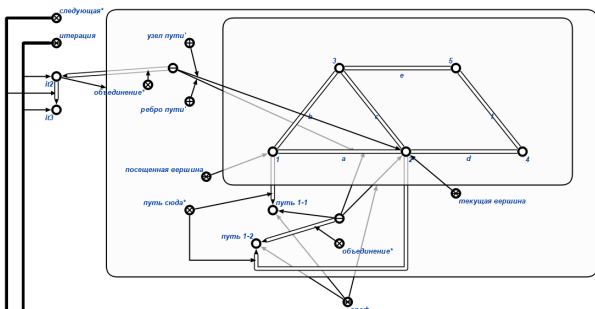 следующая*
итерация
узел пути'
it2
объединение*
ребро пути'
it3
3
5
e
b
c
f
1
a
2
d
4
посещенная вершина
путь сюда*
путь 1-1
текущая вершина
путь 1-2
объединение*